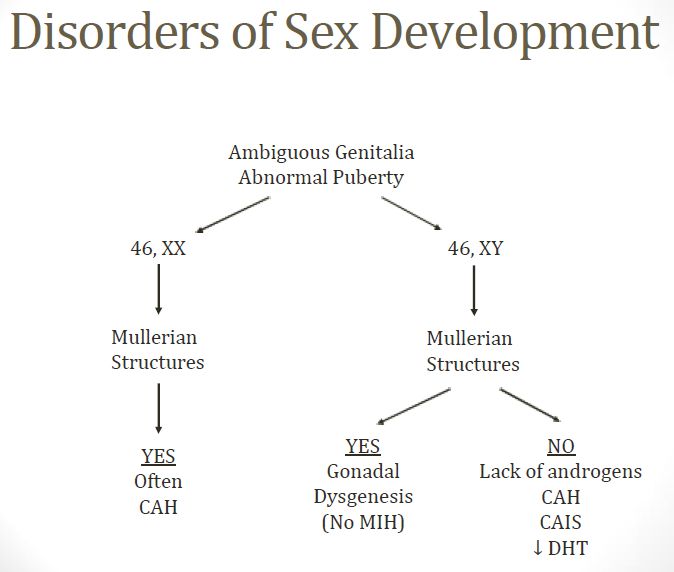 Disorders of Sex Development
Ambiguous Genitalia
Abnormal Puberty
46, XX
46, XY
Mullerian
Structures
Mullerian
Structures
YES
Often
CAH
YES
Gonadal
Dysgenesis
(No MIH)
NO
Lack of androgens
CAH
CAIS
↓ DHT